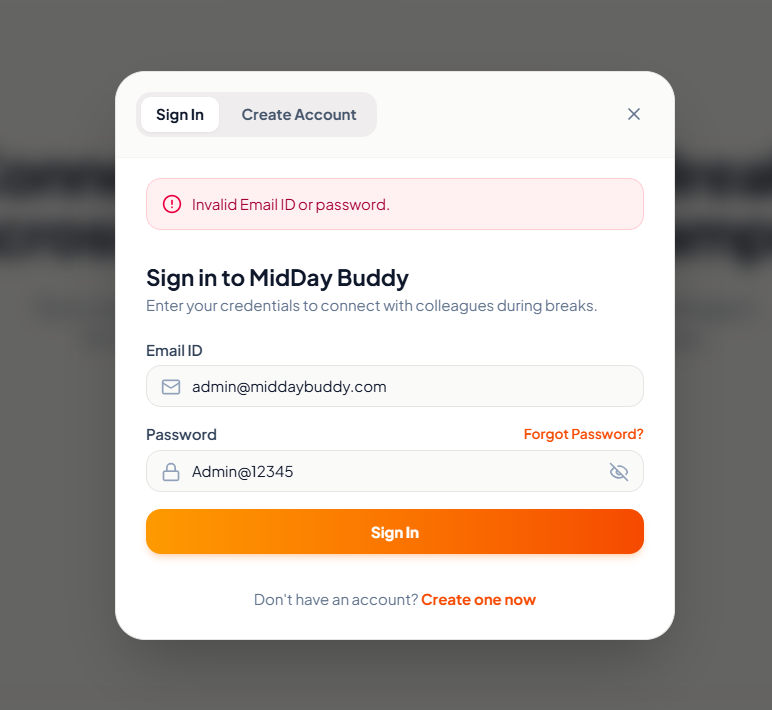 Sign In
Create Account
Invalid Email ID or password.
Sign in to MidDay Buddy
Enter your credentials to connect with colleagues during breaks.
Email ID
admin@middaybuddy.com
Password
Forgot Password?
Admin@12345
Sign In
Don't have an account? Create one now